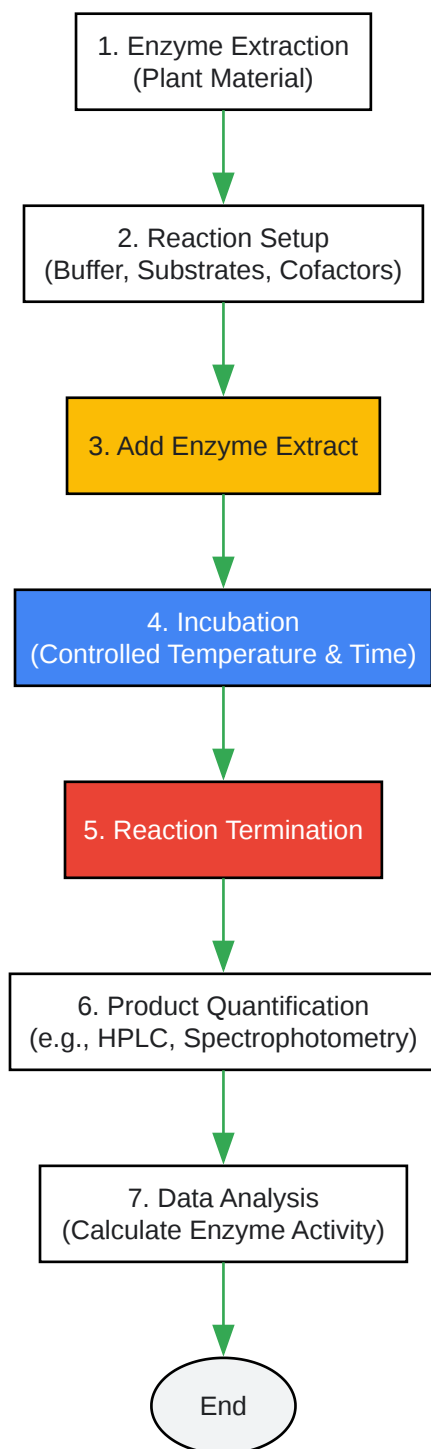 1. Enzyme Extraction
(Plant Material)
2. Reaction Setup
(Buffer, Substrates, Cofactors)
3. Add Enzyme Extract
4. Incubation
(Controlled Temperature & Time)
5. Reaction Termination
6. Product Quantification
(e.g., HPLC, Spectrophotometry)
7. Data Analysis
(Calculate Enzyme Activity)
End